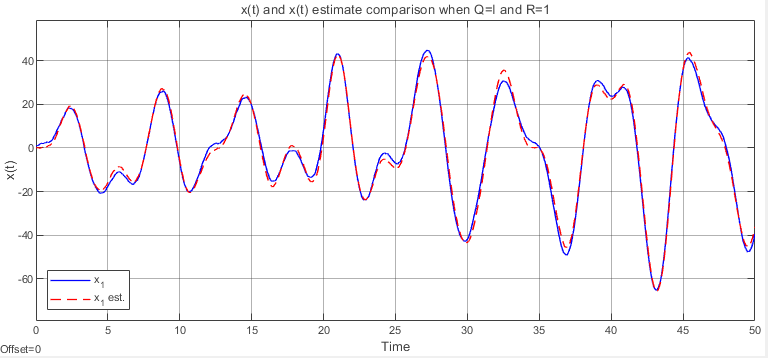 x(t) and x(t) estimate comparison when Q=I and R=1
x(t)
40
20
0
-20
-40
-60
x1
x1 est.
0 5 10 15 20 25 30 35 40 45 50
Time
Offset=0